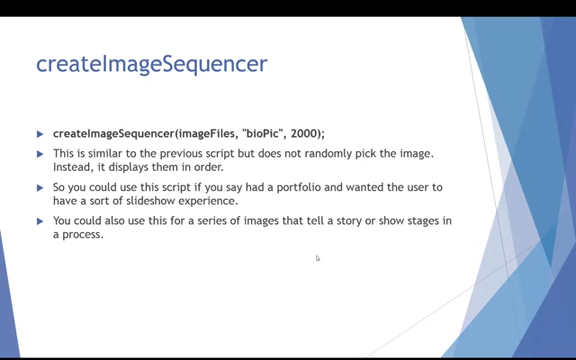 createImageSequencer
createImageSequencer(imageFiles, "bioPic", 2000);
This is similar to the previous script but does not randomly pick the image.
Instead, it displays them in order.
So you could use this script if you say had a portfolio and wanted the user to
have a sort of slideshow experience.
You could also use this for a series of images that tell a story or show stages in
a process.